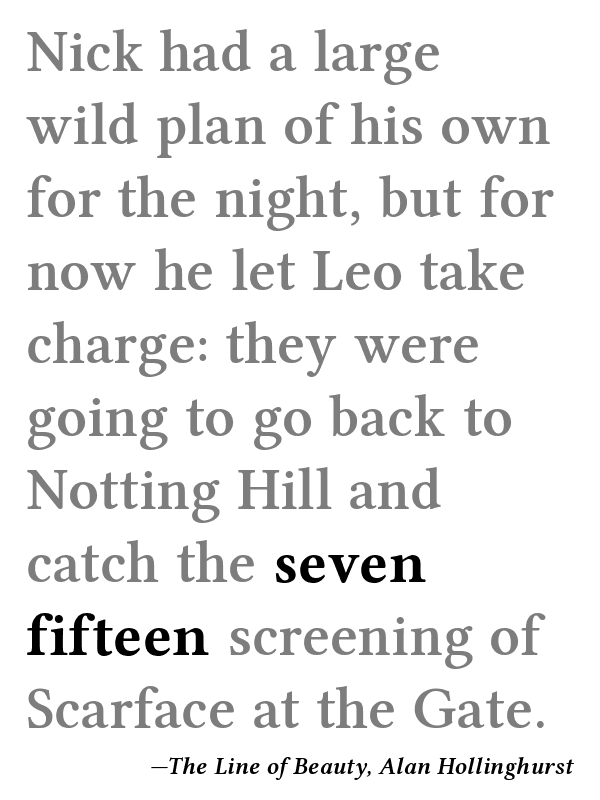 Nick had a large
wild plan of his own
for the night, but for
now he let Leo take
charge: they were
going to go back to
Notting Hill and
catch the seven
fifteen screening of
Scarface at the Gate.
—The Line of Beauty, Alan Hollinghurst